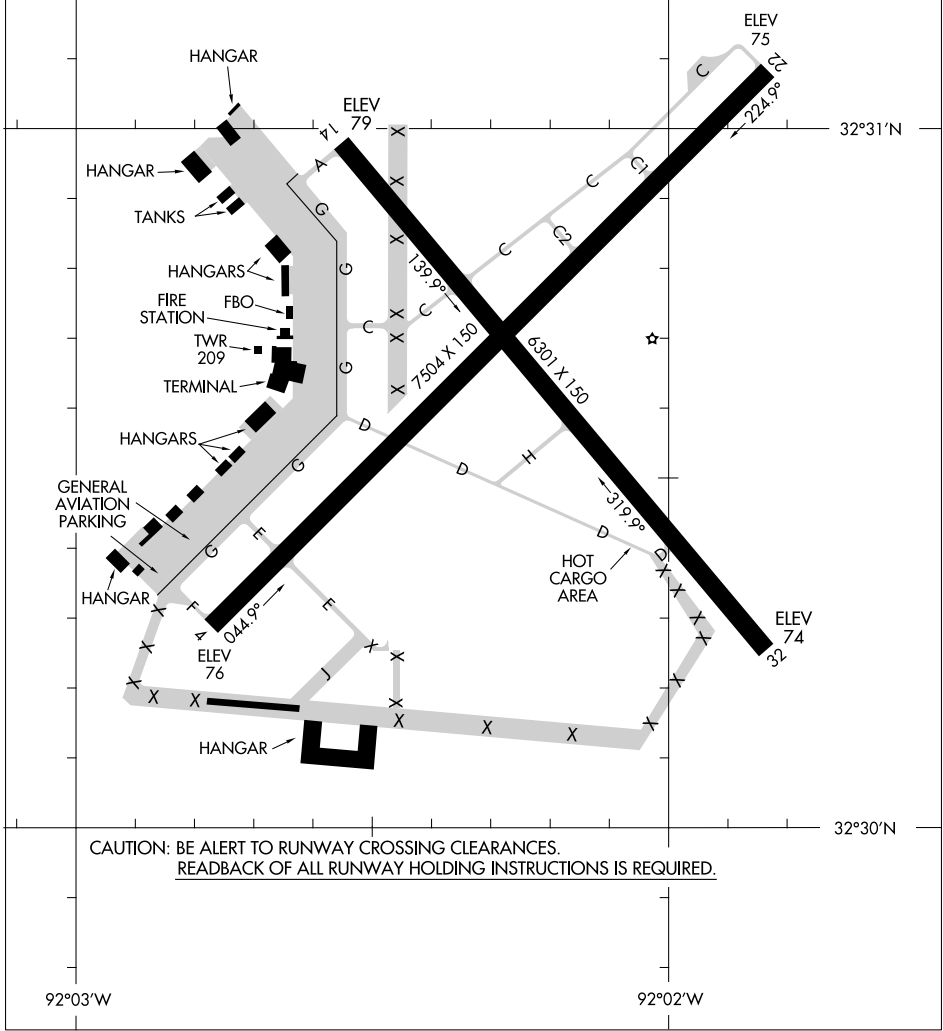 ELEV
75
HANGAR
22
C
ELEV
79
224.9°
14
X
32°31'N
A
C1
HANGAR
X
C
G
TANKS
C2
X
C
G
139.9°
HANGARS
FIRE
STATION
FBO
X
C
C
X
TWR
209
7504 X 150
6301 X 150
G
TERMINAL
X
D
HANGARS
H
G
D
GENERAL
AVIATION
PARKING
319.9°
E
D
G
D
HOT
CARGO
AREA
X
X
HANGAR
F
E
X
X
4
044.9°
X
ELEV
74
32
X
X
ELEV
76
X
J
X
X
X
X
X
X
X
X
X
X
HANGAR
32°30'N
CAUTION: BE ALERT TO RUNWAY CROSSING CLEARANCES.
READBACK OF ALL RUNWAY HOLDING INSTRUCTIONS IS REQUIRED.
92°03'W
92°02'W